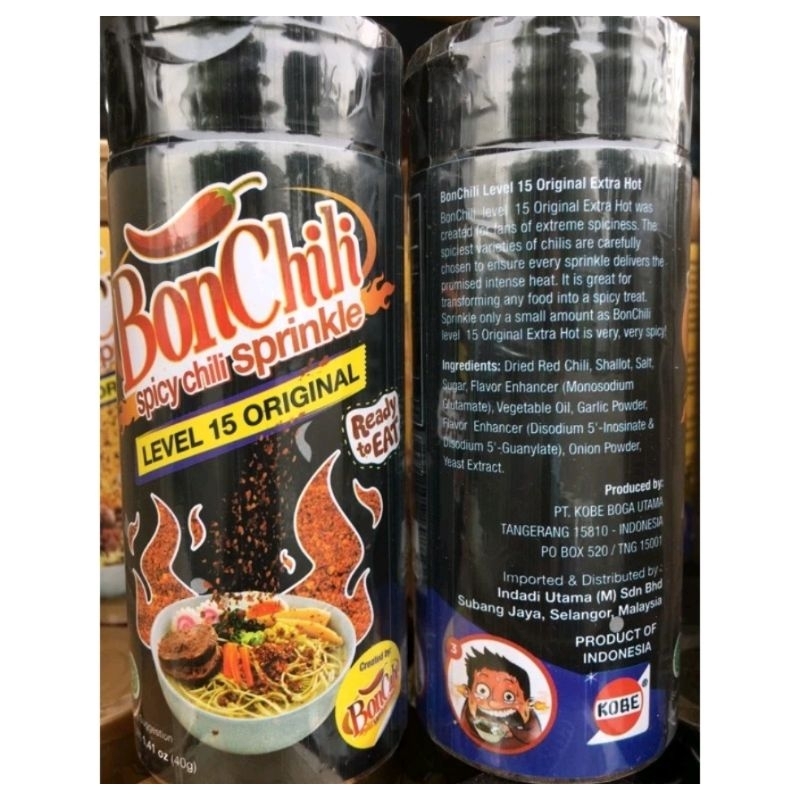 BonChili
spicy chili sprinkle
LEVEL 15 ORIGINAL
Ready
to EAT
Created by:
BonChili
1.41 oz (40g)
BonChili Level 15 Original Extra Hot
BonChili level 15 Original Extra Hot was
created for fans of extreme spiciness. The
spiciest varieties of chilis are carefully
chosen to ensure every sprinkle delivers the
promised intense heat. It is great for
transforming any food into a spicy treat.
Sprinkle only a small amount as BonChili
level 15 Original Extra Hot is very, very spicy!
Ingredients: Dried Red Chili, Shallot, Salt,
Sugar, Flavor Enhancer (Monosodium
Glutamate), Vegetable Oil, Garlic Powder,
Flavor Enhancer (Disodium 5'-Inosinate &
Disodium 5'-Guanylate), Onion Powder,
Yeast Extract.
Produced by:
PT. KOBE BOGA UTAMA
TANGERANG 15810 - INDONESIA
PO BOX 520 / TNG 15001
Imported & Distributed by :
Indadi Utama (M) Sdn Bhd
Subang Jaya, Selangor, Malaysia
PRODUCT OF
INDONESIA
3
KOBE®